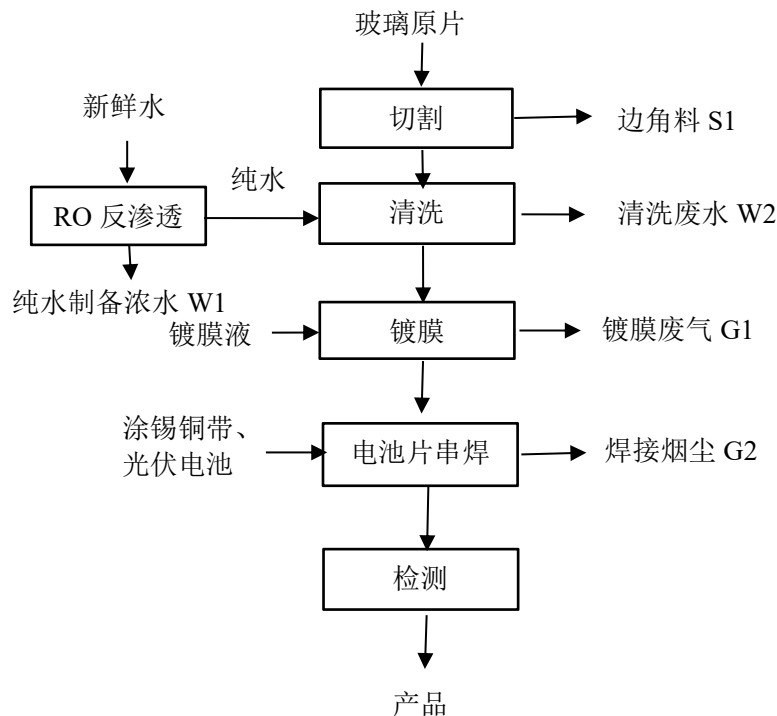 玻璃原片
新鲜水
切割
边角料 S1
纯水
RO 反渗透
清洗
清洗废水 W2
纯水制备浓水 W1
镀膜液
镀膜
镀膜废气 G1
涂锡铜带、
光伏电池
电池片串焊
焊接烟尘 G2
检测
产品